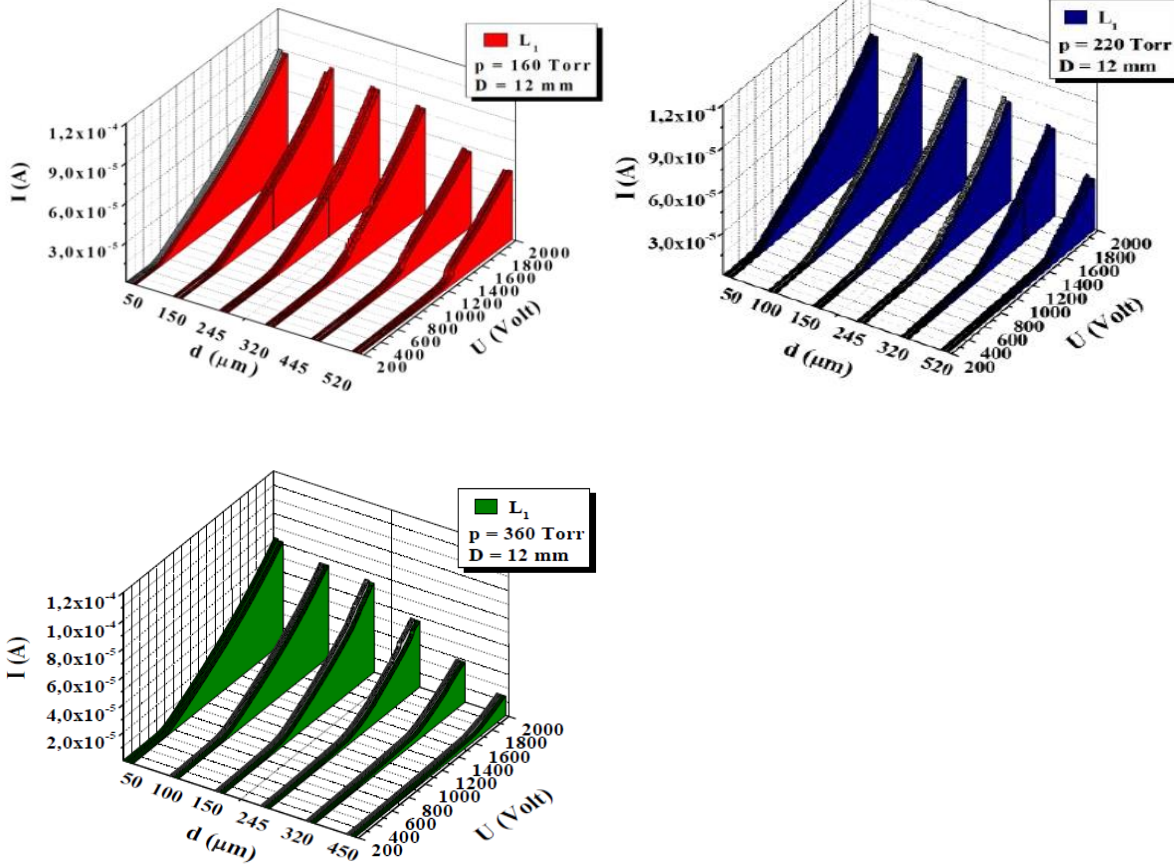 L₁
p = 160 Torr
D = 12 mm
I (A)
1,2x10⁻⁴
9,0x10⁻⁵
6,0x10⁻⁵
3,0x10⁻⁵
50
150
245
320
445
520
d (µm)
200
400
600
800
1000
1200
1400
1600
1800
2000
U (Volt)
L₁
p = 220 Torr
D = 12 mm
I (A)
1,2x10⁻⁴
9,0x10⁻⁵
6,0x10⁻⁵
3,0x10⁻⁵
50
100
150
245
320
520
d (µm)
200
400
600
800
1000
1200
1400
1600
1800
2000
U (Volt)
L₁
p = 360 Torr
D = 12 mm
I (A)
1,2x10⁻⁴
1,0x10⁻⁴
8,0x10⁻⁵
6,0x10⁻⁵
4,0x10⁻⁵
2,0x10⁻⁵
50
100
150
245
320
450
d (µm)
200
400
600
800
1000
1200
1400
1600
1800
2000
U (Volt)